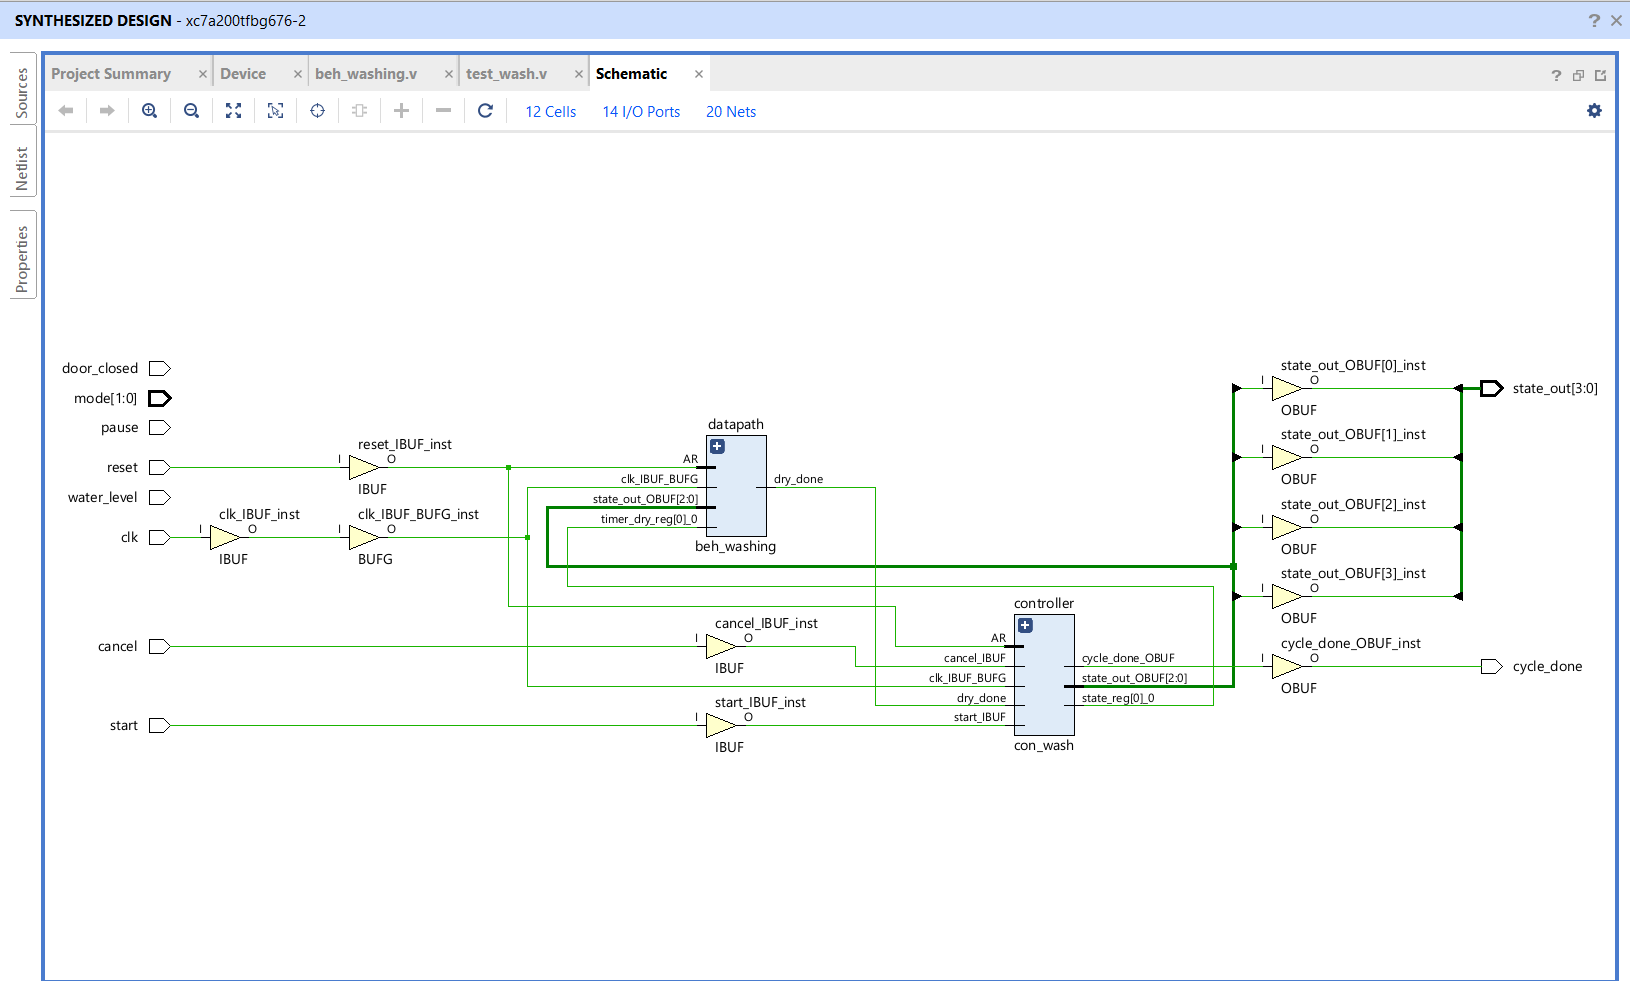 SYNTHESIZED DESIGN - xc7a200tfbg676-2
? ×
Sources
Netlist
Properties
Project Summary ×
Device ×
beh_washing.v ×
test_wash.v ×
Schematic ×
?
12 Cells
14 I/O Ports
20 Nets
door_closed
mode[1:0]
pause
reset
water_level
clk
cancel
start
reset_IBUF_inst
I
O
IBUF
clk_IBUF_inst
I
O
IBUF
clk_IBUF_BUFG_inst
I
O
BUFG
datapath
AR
clk_IBUF_BUFG
state_out_OBUF[2:0]
timer_dry_reg[0]_0
dry_done
beh_washing
cancel_IBUF_inst
I
O
IBUF
start_IBUF_inst
I
O
IBUF
controller
AR
cancel_IBUF
clk_IBUF_BUFG
dry_done
start_IBUF
cycle_done_OBUF
state_out_OBUF[2:0]
state_reg[0]_0
con_wash
state_out_OBUF[0]_inst
I
O
OBUF
state_out_OBUF[1]_inst
I
O
OBUF
state_out_OBUF[2]_inst
I
O
OBUF
state_out_OBUF[3]_inst
I
O
OBUF
cycle_done_OBUF_inst
I
O
OBUF
state_out[3:0]
cycle_done